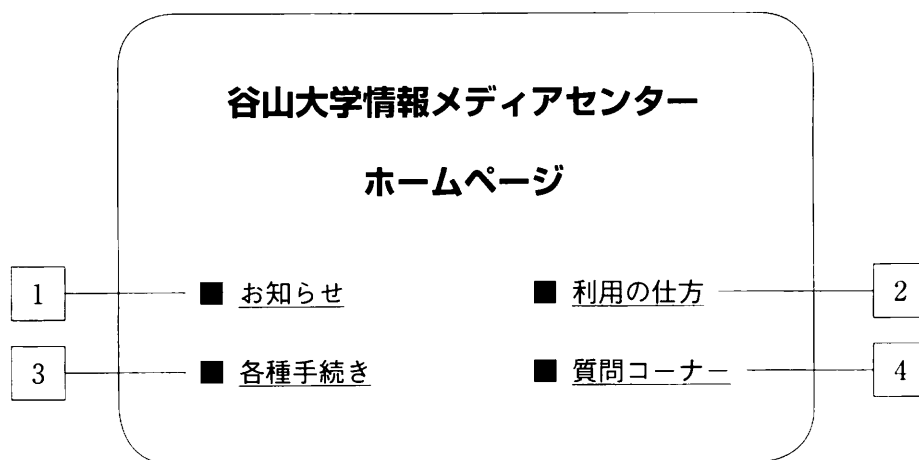 谷山大学情報メディアセンター
ホームページ
1 ■ お知らせ ■ 利用の仕方 2
3 ■ 各種手続き ■ 質問コーナー 4